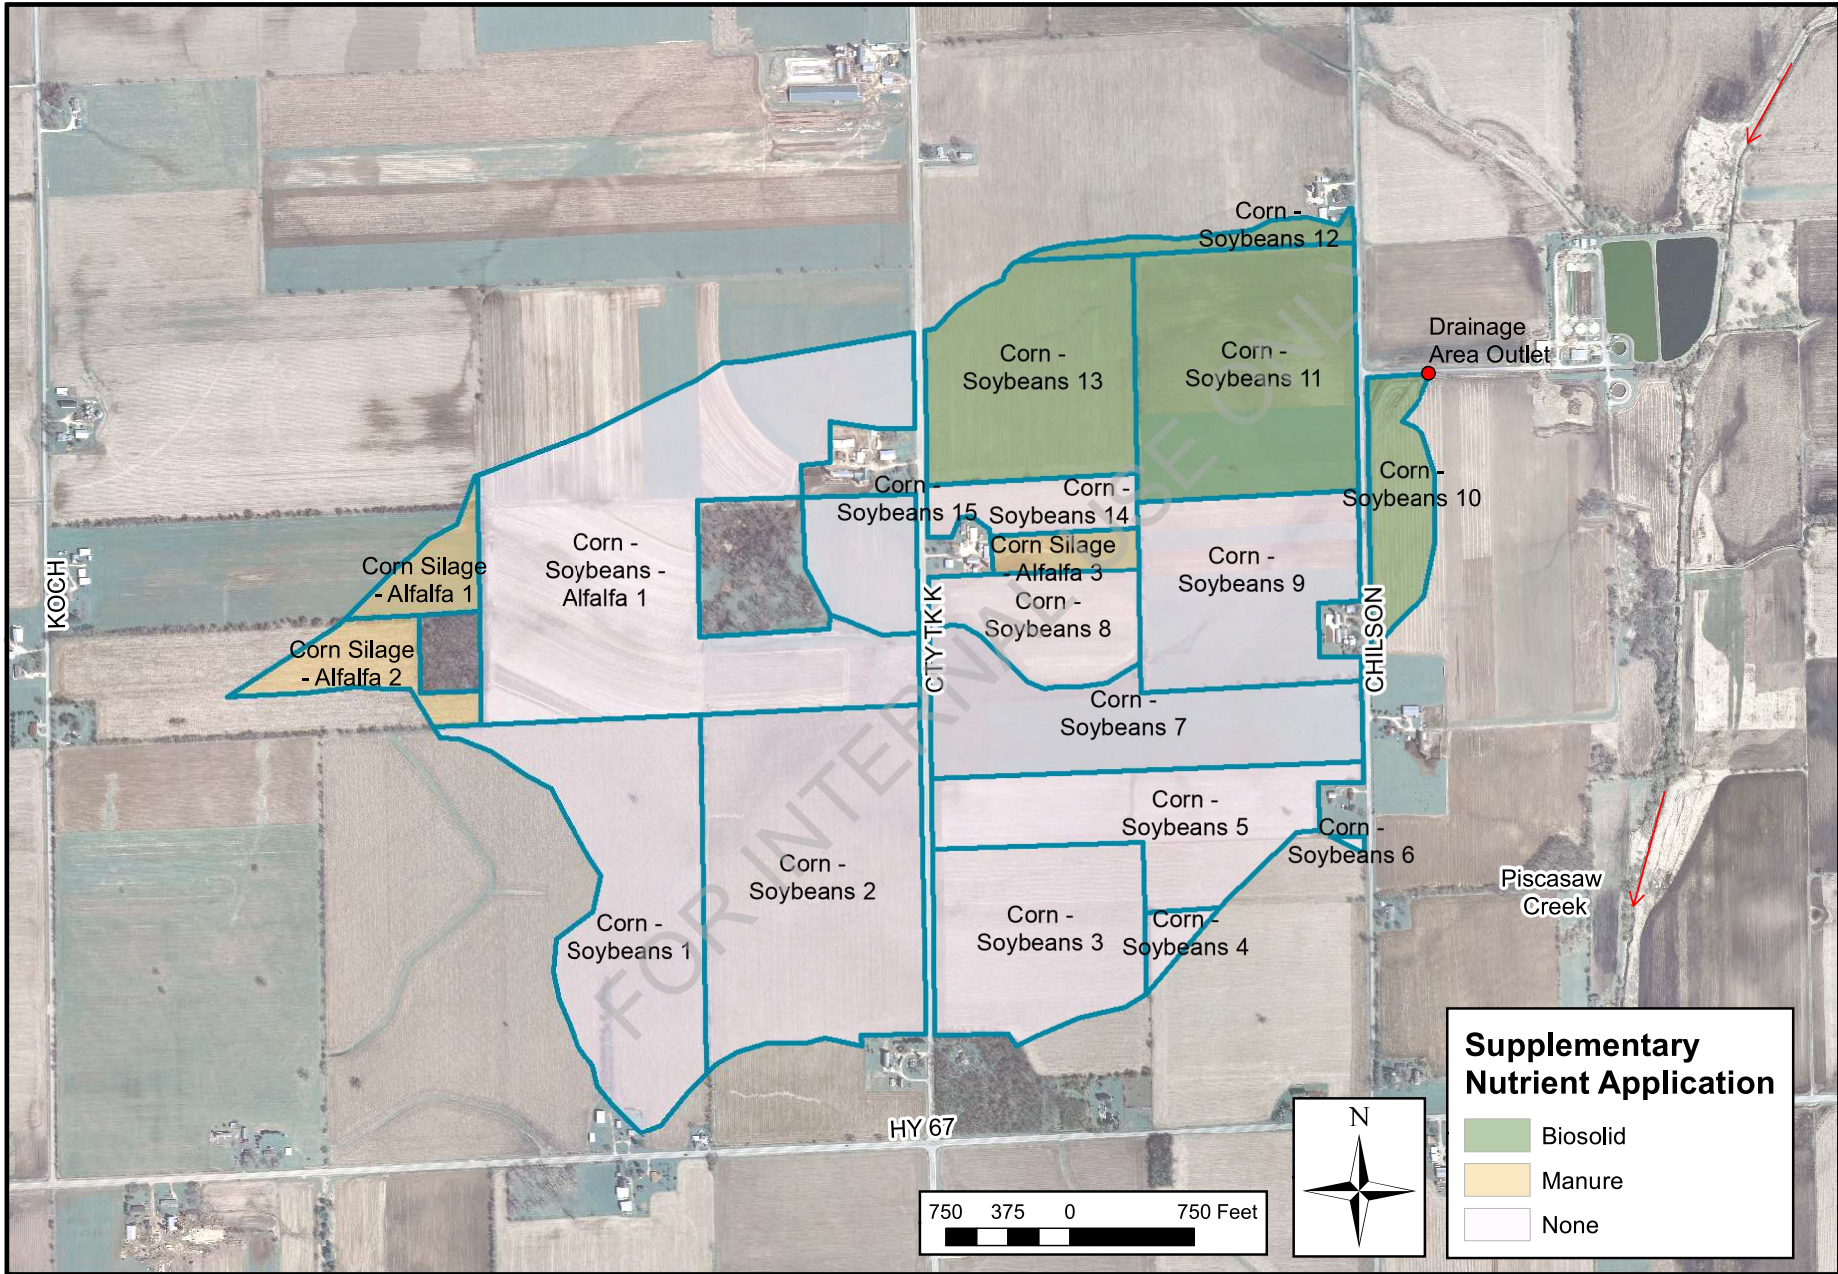 Corn -
Soybeans 12
Drainage
Area Outlet
Corn -
Soybeans 13
Corn -
Soybeans 11
Corn -
Soybeans 10
Corn -
Soybeans 15
Corn -
Soybeans 14
Corn Silage
- Alfalfa 3
Corn -
Soybeans -
Alfalfa 1
Corn -
Soybeans 9
Corn Silage
- Alfalfa 1
Corn -
Soybeans 8
Corn Silage
- Alfalfa 2
KOCH
CTY TK K
CHILSON
Corn -
Soybeans 7
Corn -
Soybeans 5
Corn -
Soybeans 6
Corn -
Soybeans 2
Piscasaw
Creek
Corn -
Soybeans 1
Corn -
Soybeans 3
Corn -
Soybeans 4
FOR INTERNAL USE ONLY
HY 67
750 375 0 750 Feet
N
Supplementary
Nutrient Application
Biosolid
Manure
None